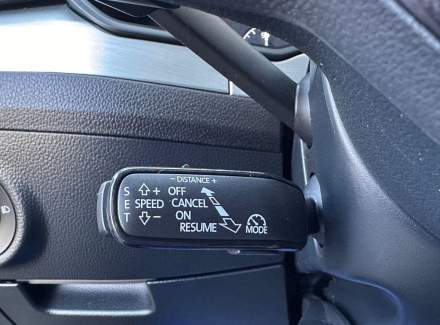 - DISTANCE +
S + OFF
E SPEED CANCEL
T - ON
RESUME MODE